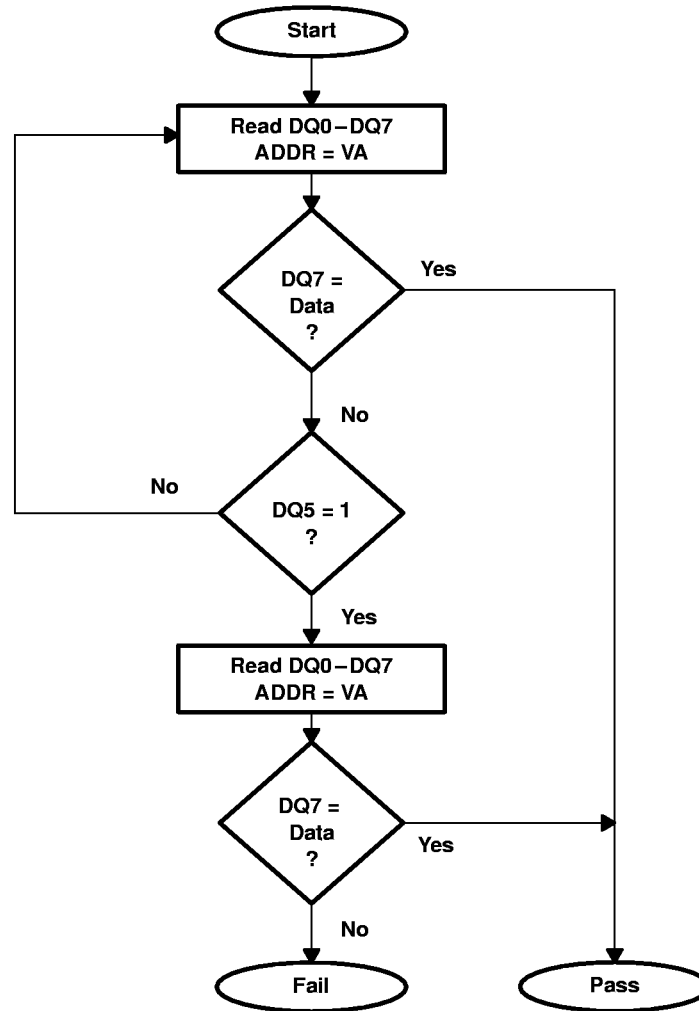 Start
Read DQ0–DQ7
ADDR = VA
DQ7 =
Data
?
Yes
No
DQ5 = 1
?
No
Yes
Read DQ0–DQ7
ADDR = VA
DQ7 =
Data
?
Yes
No
Fail
Pass